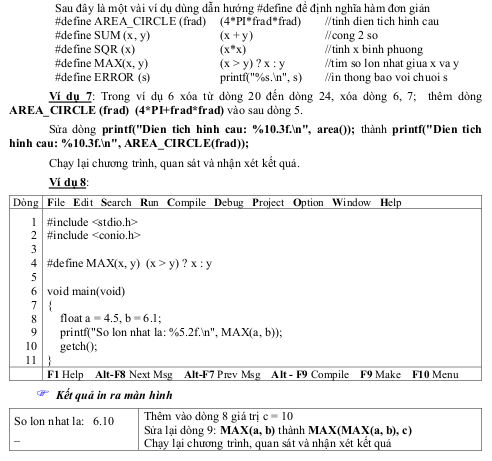 Sau đây là một vài ví dụ dùng dẫn hướng #define để định nghĩa hàm đơn giản
#define AREA_CIRCLE (frad) (4*PI*frad*frad) //tinh dien tich hinh cau
#define SUM (x, y) (x + y) //cong 2 so
#define SQR (x) (x*x) //tinh x binh phuong
#define MAX(x, y) (x > y) ? x : y //tim so lon nhat giua x va y
#define ERROR (s) printf("%s.\n", s) //in thong bao voi chuoi s
Ví dụ 7: Trong ví dụ 6 xóa từ dòng 20 đến dòng 24, xóa dòng 6, 7; thêm dòng
AREA_CIRCLE (frad) (4*PI+frad*frad) vào sau dòng 5.
Sửa dòng printf("Dien tich hinh cau: %10.3f.\n", area()); thành printf("Dien tich
hinh cau: %10.3f.\n", AREA_CIRCLE(frad));
Chạy lại chương trình, quan sát và nhận xét kết quả.
Ví dụ 8:
Dòng File Edit Search Run Compile Debug Project Option Window Help
1 #include <stdio.h>
2 #include <conio.h>
3
4 #define MAX(x, y) (x > y) ? x : y
5
6 void main(void)
7 {
8 float a = 4.5, b = 6.1;
9 printf("So lon nhat la: %5.2f.\n", MAX(a, b));
10 getch();
11 }
F1 Help Alt-F8 Next Msg Alt-F7 Prev Msg Alt - F9 Compile F9 Make F10 Menu
☞ Kết quả in ra màn hình
So lon nhat la: 6.10
_
Thêm vào dòng 8 giá trị c = 10
Sửa lại dòng 9: MAX(a, b) thành MAX(MAX(a, b), c)
Chạy lại chương trình, quan sát và nhận xét kết quả